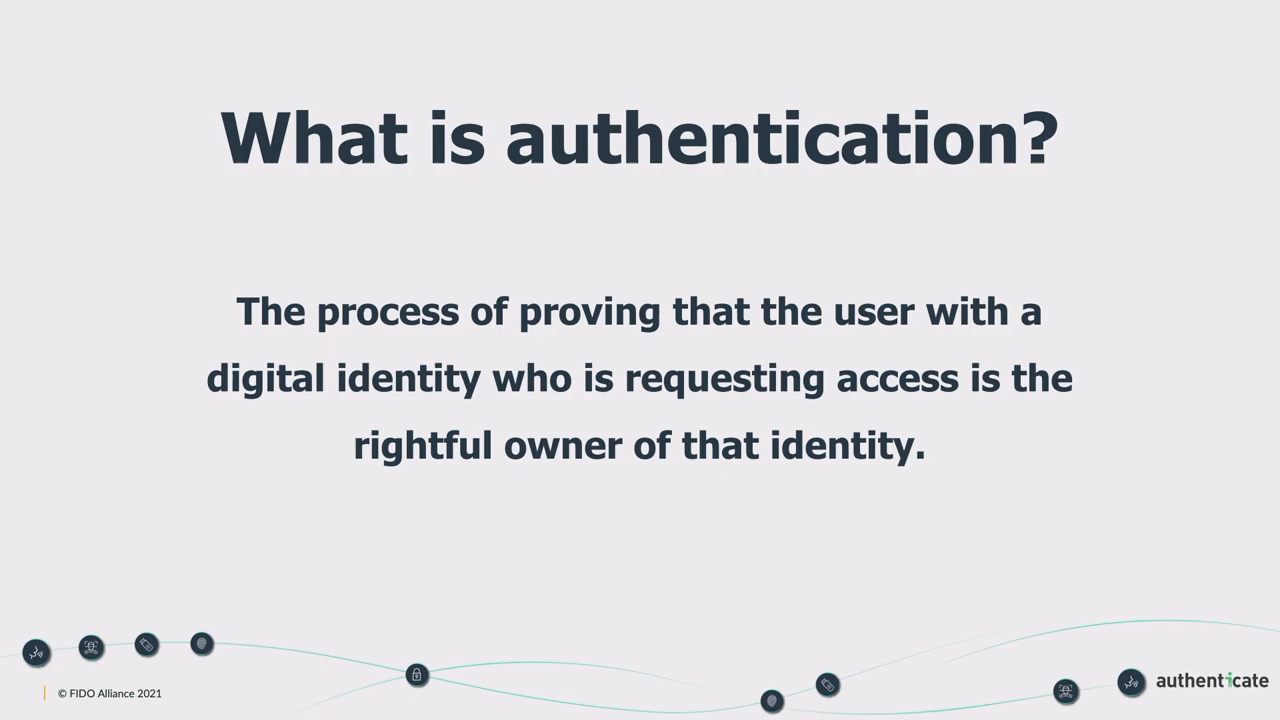 What is authentication?
The process of proving that the user with a
digital identity who is requesting access is the
rightful owner of that identity.
© FIDO Alliance 2021
authenticate